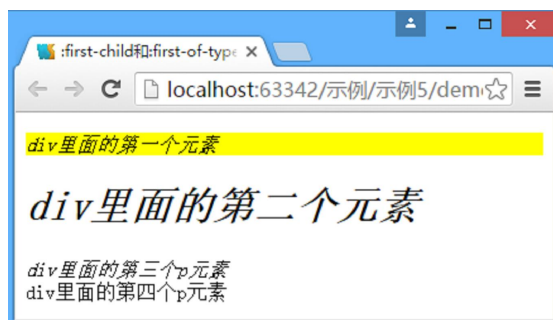 :first-child和:first-of-type
localhost:63342/示例/示例5/dem
div里面的第一个元素
div里面的第二个元素
div里面的第三个p元素
div里面的第四个p元素